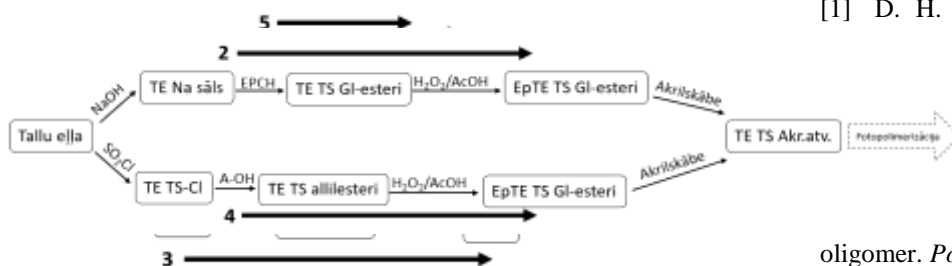 [1] D. H.
5
2
NaOH
TE Na sāls
EPCH
TE TS Gl-esteri
H₂O₂/AcOH
EpTE TS Gl-esteri
Akrilskābe
Tallu eļļa
TE TS Akr.atv.
Fotopolimerizācija
SO₂Cl
TE TS-Cl
A-OH
TE TS allilesteri
H₂O₂/AcOH
EpTE TS Gl-esteri
Akrilskābe
4
3
oligomer. Po